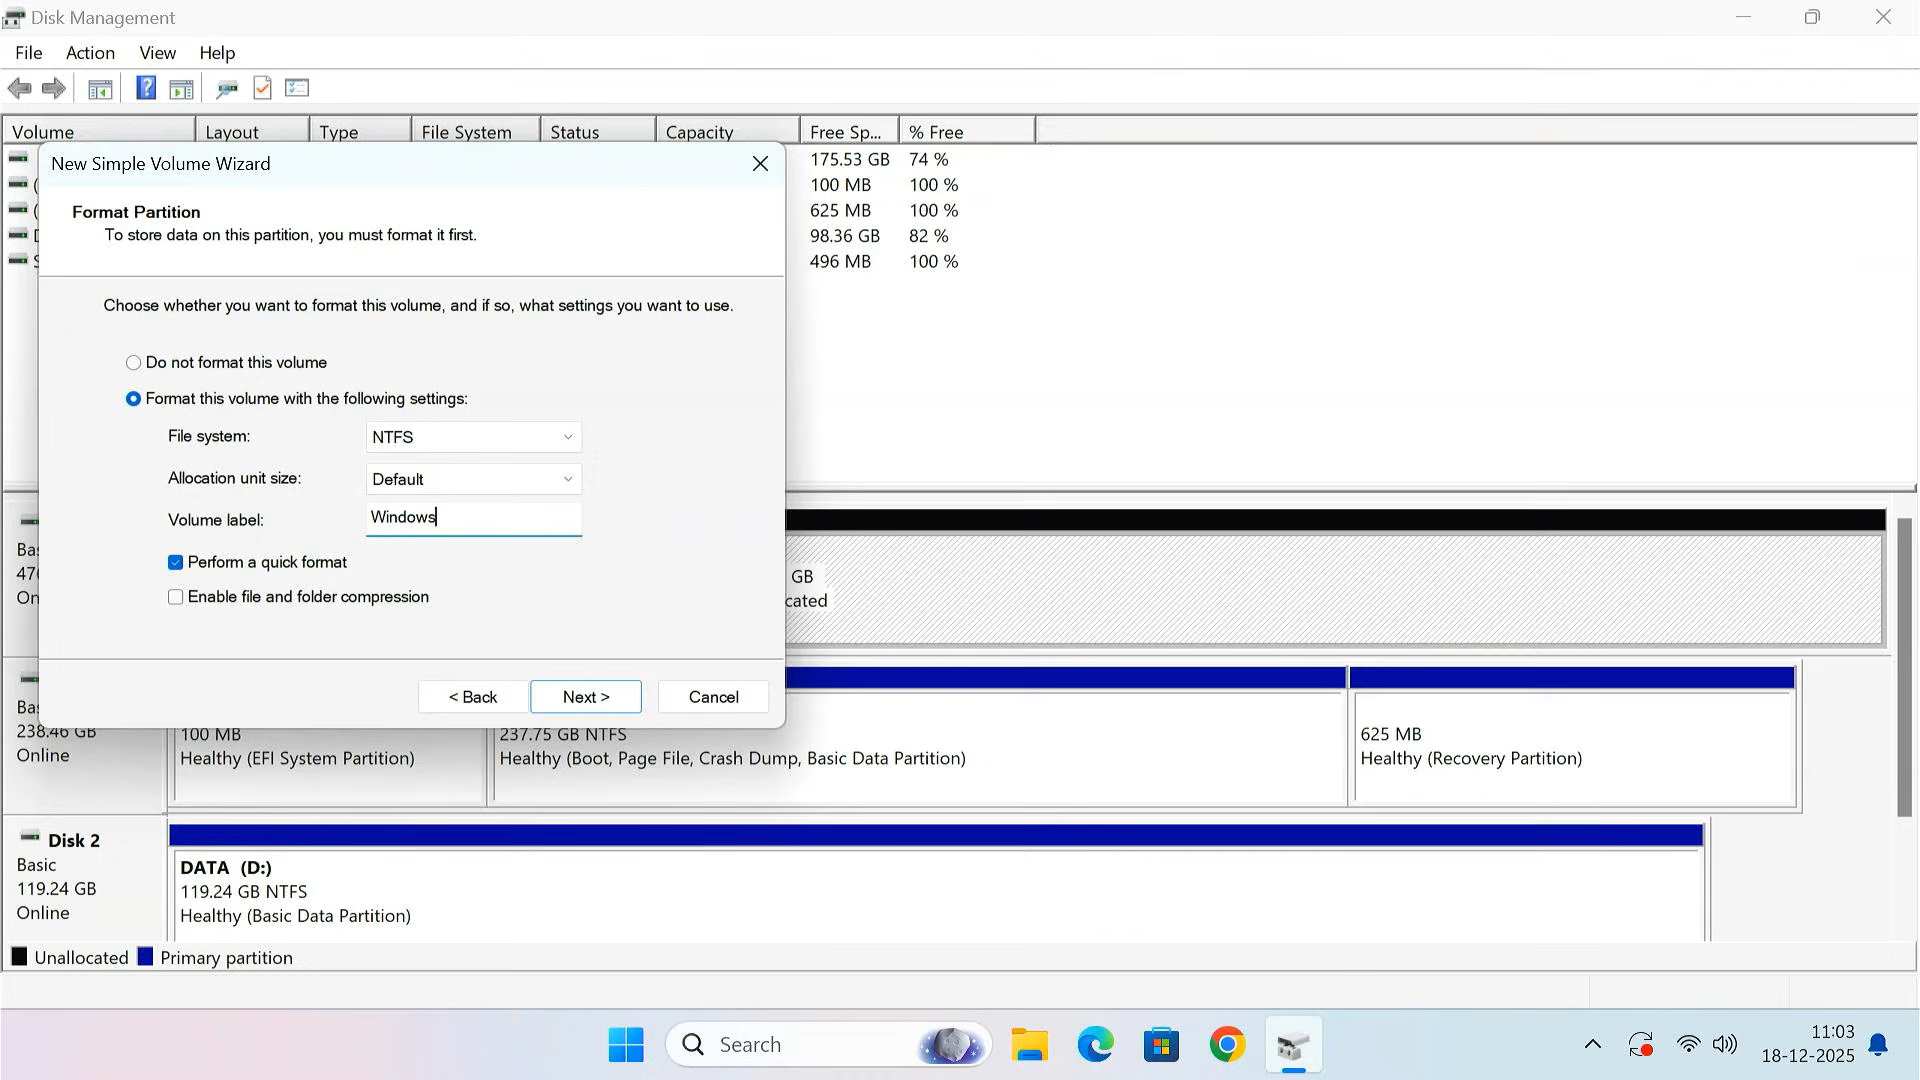 Disk Management
File Action View Help
Volume Layout Type File System Status Capacity Free Sp... % Free
175.53 GB 74 %
( 100 MB 100 %
( 625 MB 100 %
98.36 GB 82 %
496 MB 100 %
New Simple Volume Wizard
Format Partition
To store data on this partition, you must format it first.
Choose whether you want to format this volume, and if so, what settings you want to use.
Do not format this volume
Format this volume with the following settings:
File system: NTFS
Allocation unit size: Default
Volume label: Windows
Perform a quick format
Enable file and folder compression
< Back Next > Cancel
Bas
476
On
GB
cated
Bas
238.46 GB
Online
100 MB
Healthy (EFI System Partition)
237.75 GB NTFS
Healthy (Boot, Page File, Crash Dump, Basic Data Partition)
625 MB
Healthy (Recovery Partition)
Disk 2
Basic
119.24 GB
Online
DATA (D:)
119.24 GB NTFS
Healthy (Basic Data Partition)
Unallocated Primary partition
Search
11:03
18-12-2025